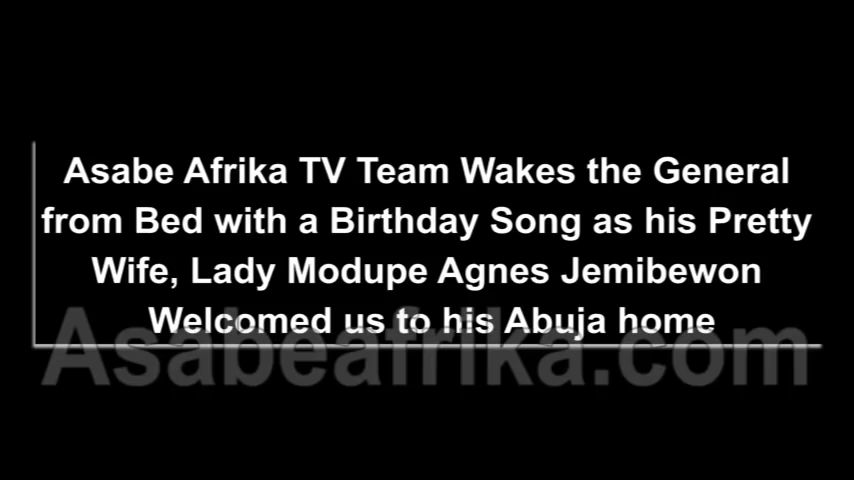 Asabe Afrika TV Team Wakes the General
from Bed with a Birthday Song as his Pretty
Wife, Lady Modupe Agnes Jemibewon
Welcomed us to his Abuja home
Asabeafrika.com